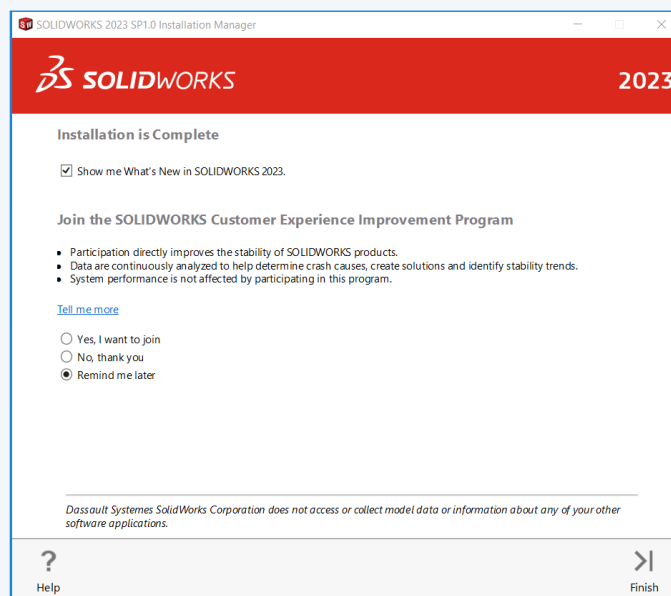 SOLIDWORKS 2023 SP1.0 Installation Manager
SOLIDWORKS
2023
Installation is Complete
Show me What's New in SOLIDWORKS 2023.
Join the SOLIDWORKS Customer Experience Improvement Program
Participation directly improves the stability of SOLIDWORKS products.
Data are continuously analyzed to help determine crash causes, create solutions and identify stability trends.
System performance is not affected by participating in this program.
Tell me more
Yes, I want to join
No, thank you
Remind me later
Dassault Systemes SolidWorks Corporation does not access or collect model data or information about any of your other
software applications.
?
Help
Finish